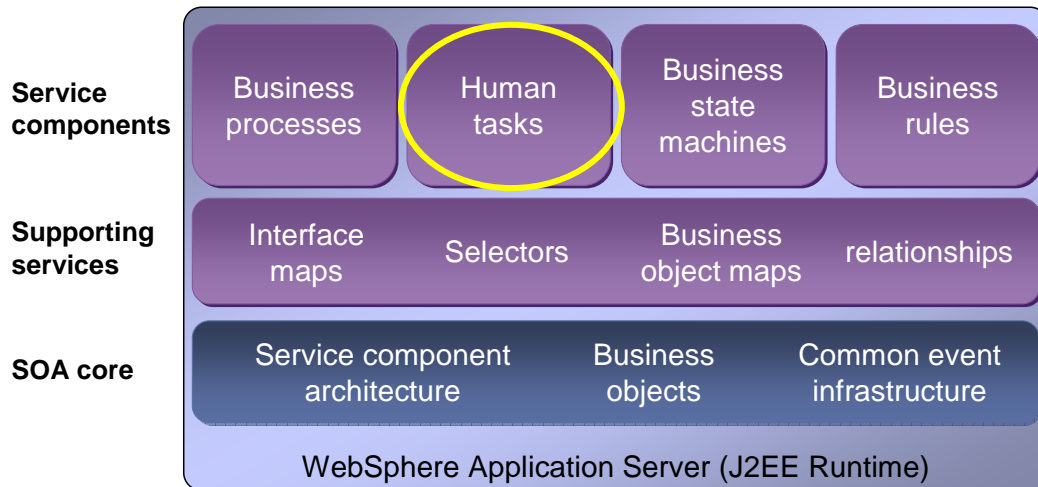 Service
components
Business
processes
Human
tasks
Business
state
machines
Business
rules
Supporting
services
Interface
maps
Selectors
Business
object maps
relationships
SOA core
Service component
architecture
Business
objects
Common event
infrastructure
WebSphere Application Server (J2EE Runtime)